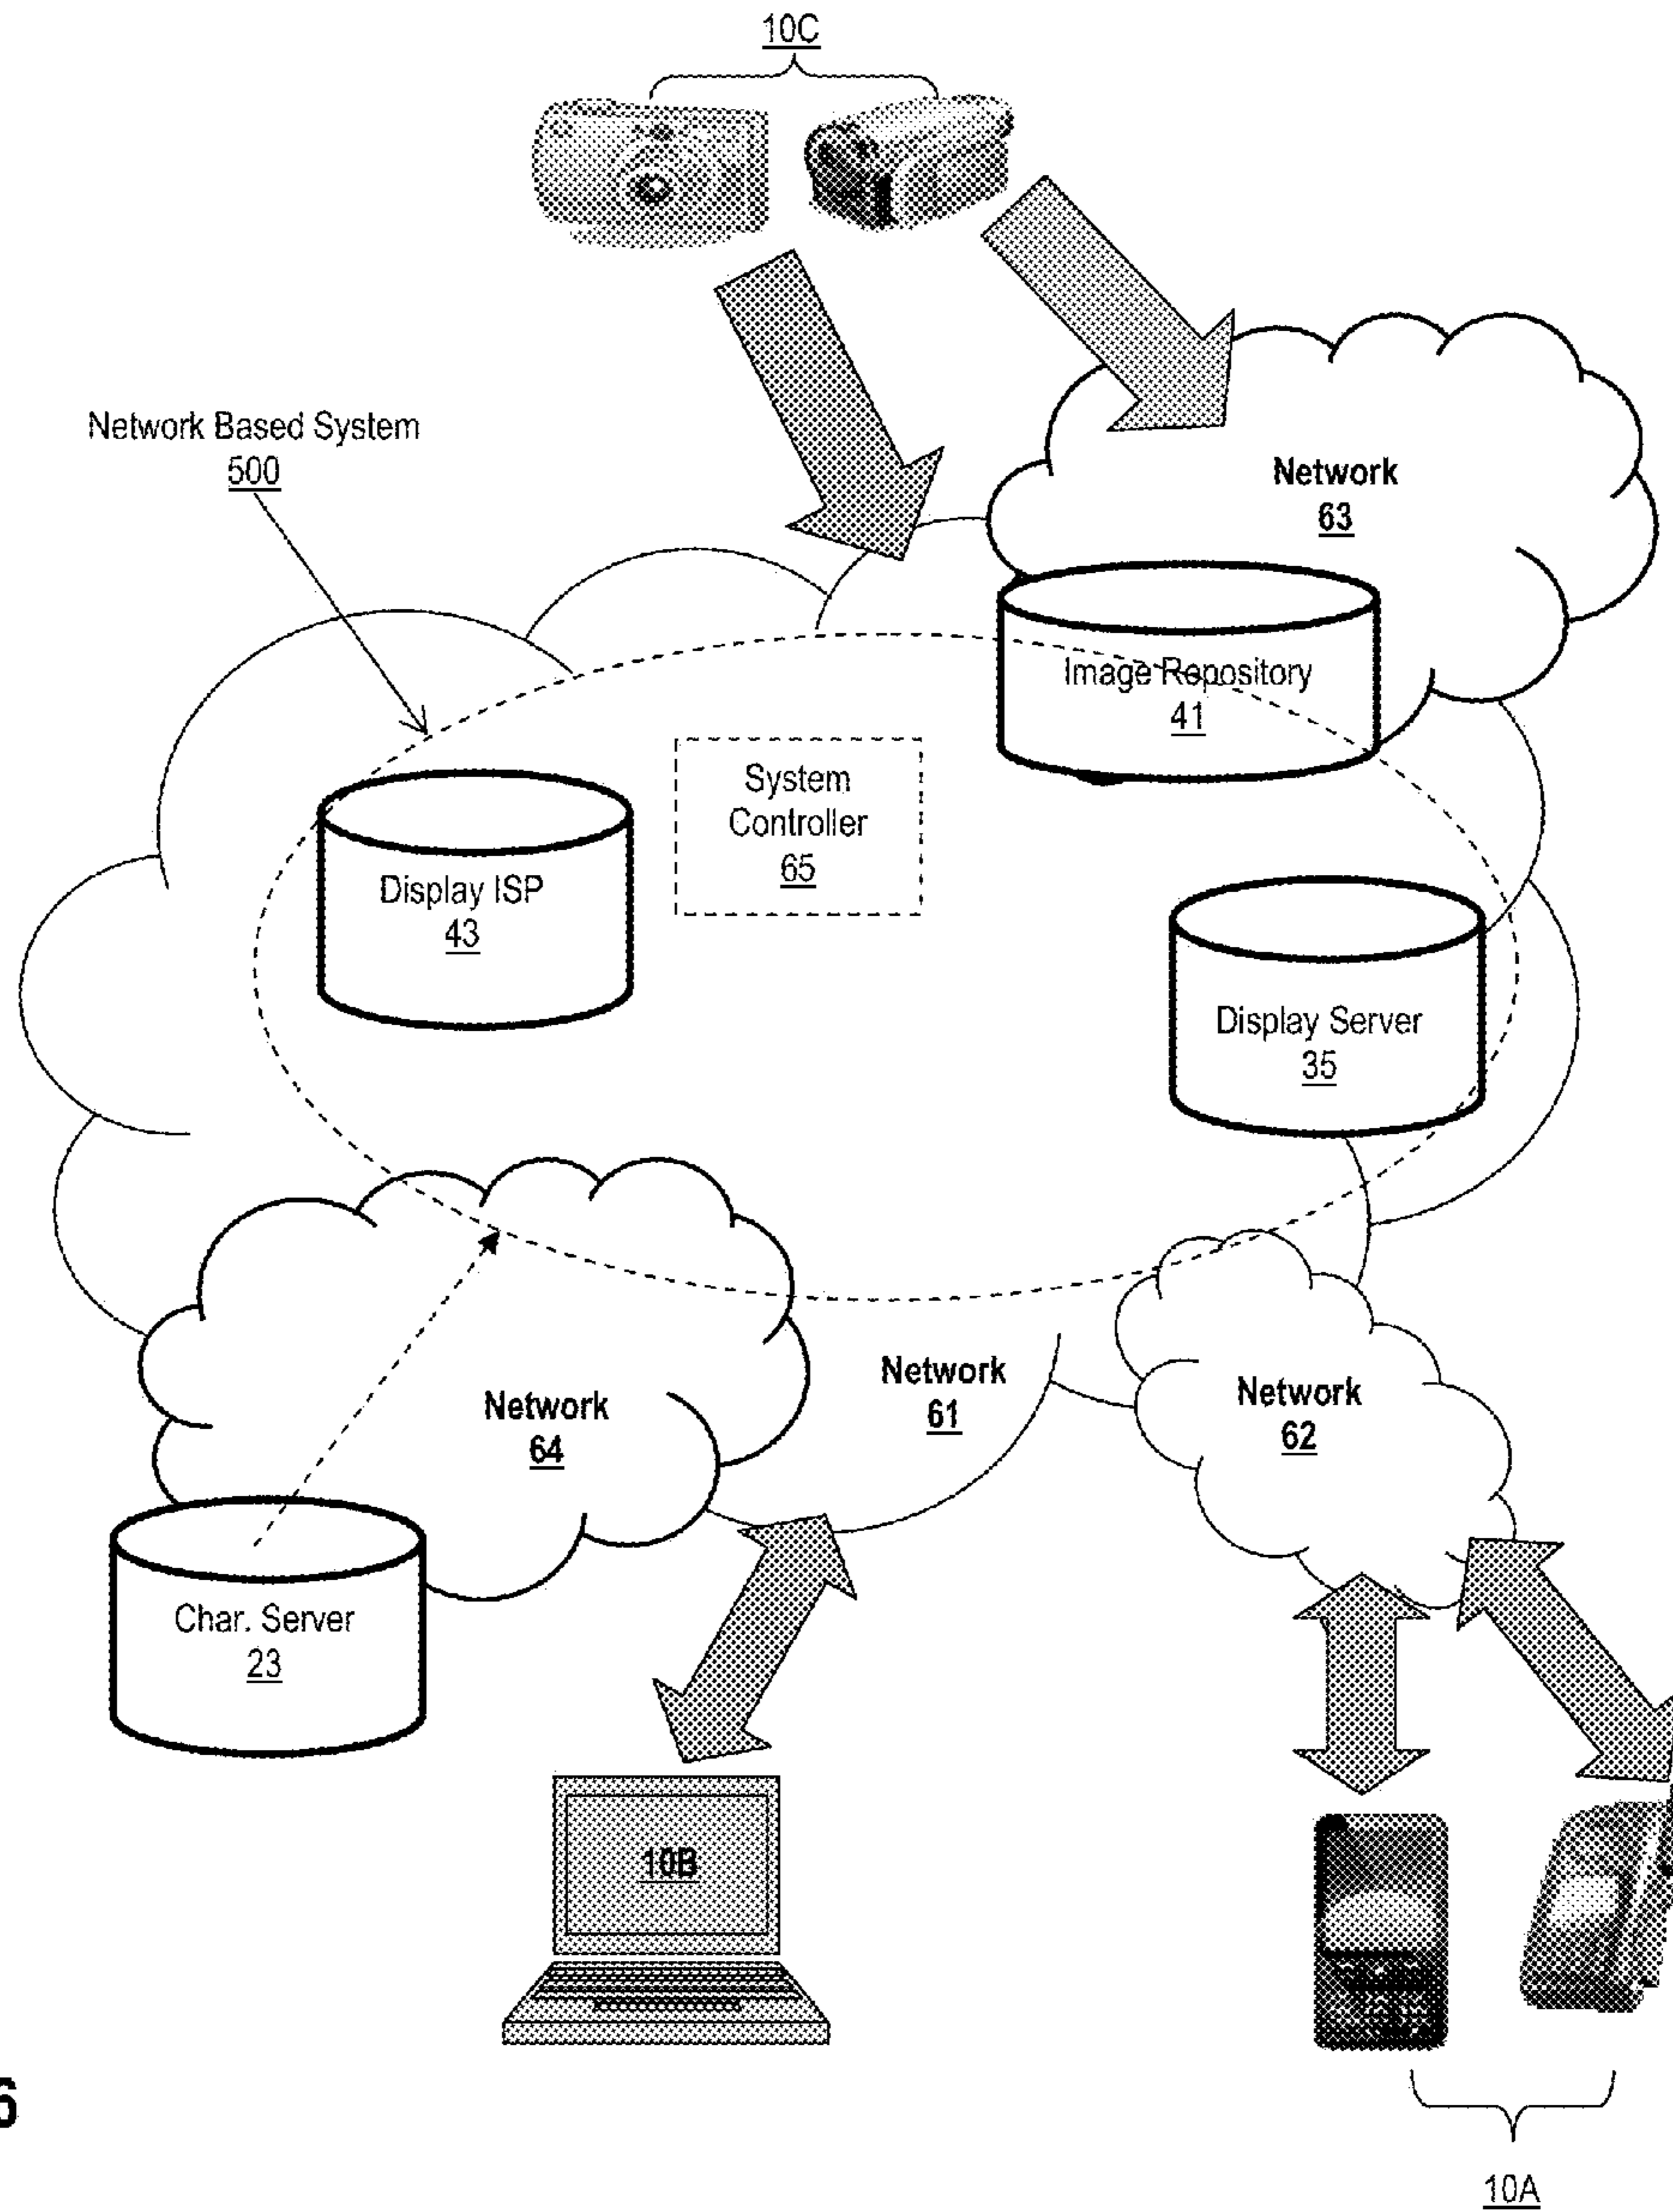 10C
Network Based System
500
Network
63
Image Repository
41
System
Controller
65
Display ISP
43
Display Server
35
Network
61
Network
62
Network
64
Char. Server
23
10B
6
10A